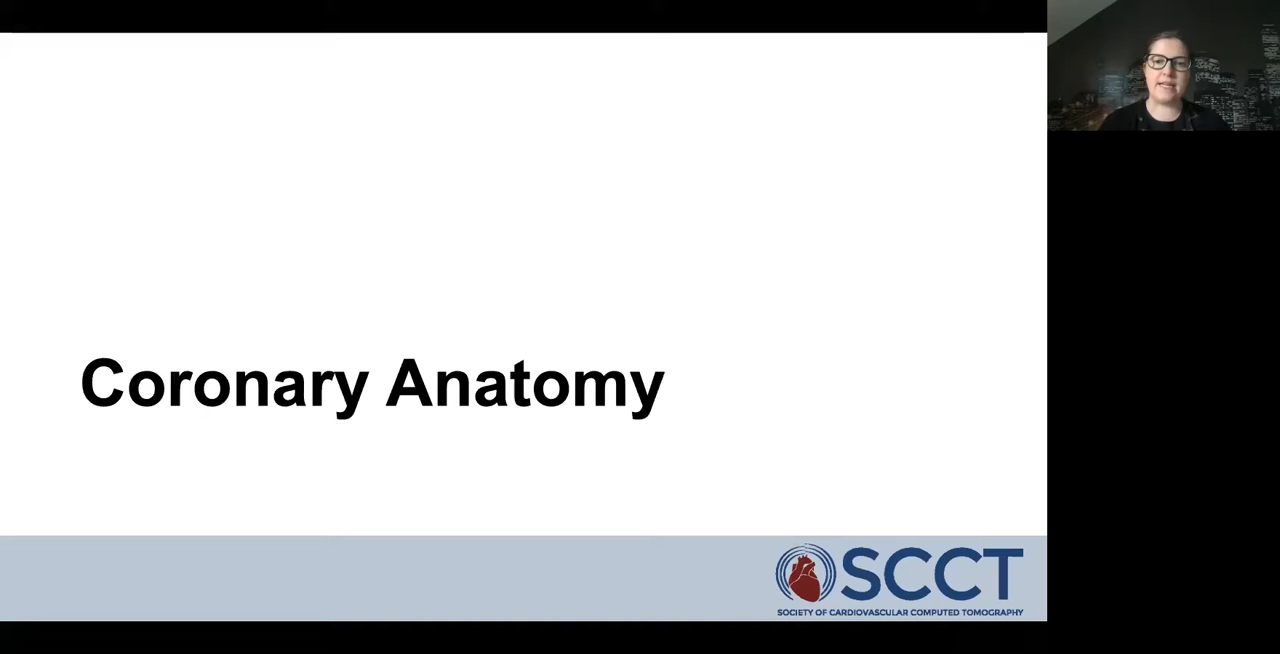 Coronary Anatomy
SCCT
SOCIETY OF CARDIOVASCULAR COMPUTED TOMOGRAPHY